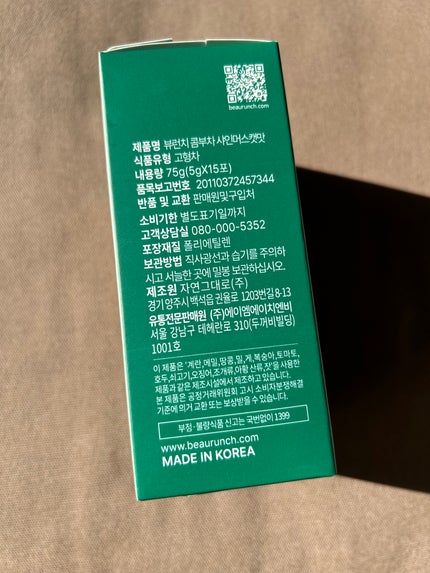 beaurunch.com
제품명 뷰런치 콤부차 샤인머스캣맛
식품유형 고형차
내용량 75g(5gX15포)
품목보고번호 20110372457344
반품 및 교환 판매원및구입처
소비기한 별도표기일까지
고객상담실 080-000-5352
포장재질 폴리에틸렌
보관방법 직사광선과 습기를 주의하
시고 서늘한 곳에 밀봉 보관하십시오.
제조원 자연그대로(주)
경기 양주시 백석읍 권율로 1203번길 8-13
유통전문판매원 (주)에이엠에이치엔비
서울 강남구 테헤란로 310(두꺼비빌딩)
1001호
이 제품은 '계란,메밀,땅콩,밀,게,복숭아,토마토,
호두,쇠고기,오징어,조개류,아황산류,잣'을 사용한
제품과 같은 제조시설에서 제조하고 있습니다.
본 제품은 공정거래위원회 고시 소비자분쟁해결
기준에 의거 교환 또는 보상받을 수 있습니다.
부정·불량식품 신고는 국번없이 1399
www.beaurunch.com
MADE IN KOREA